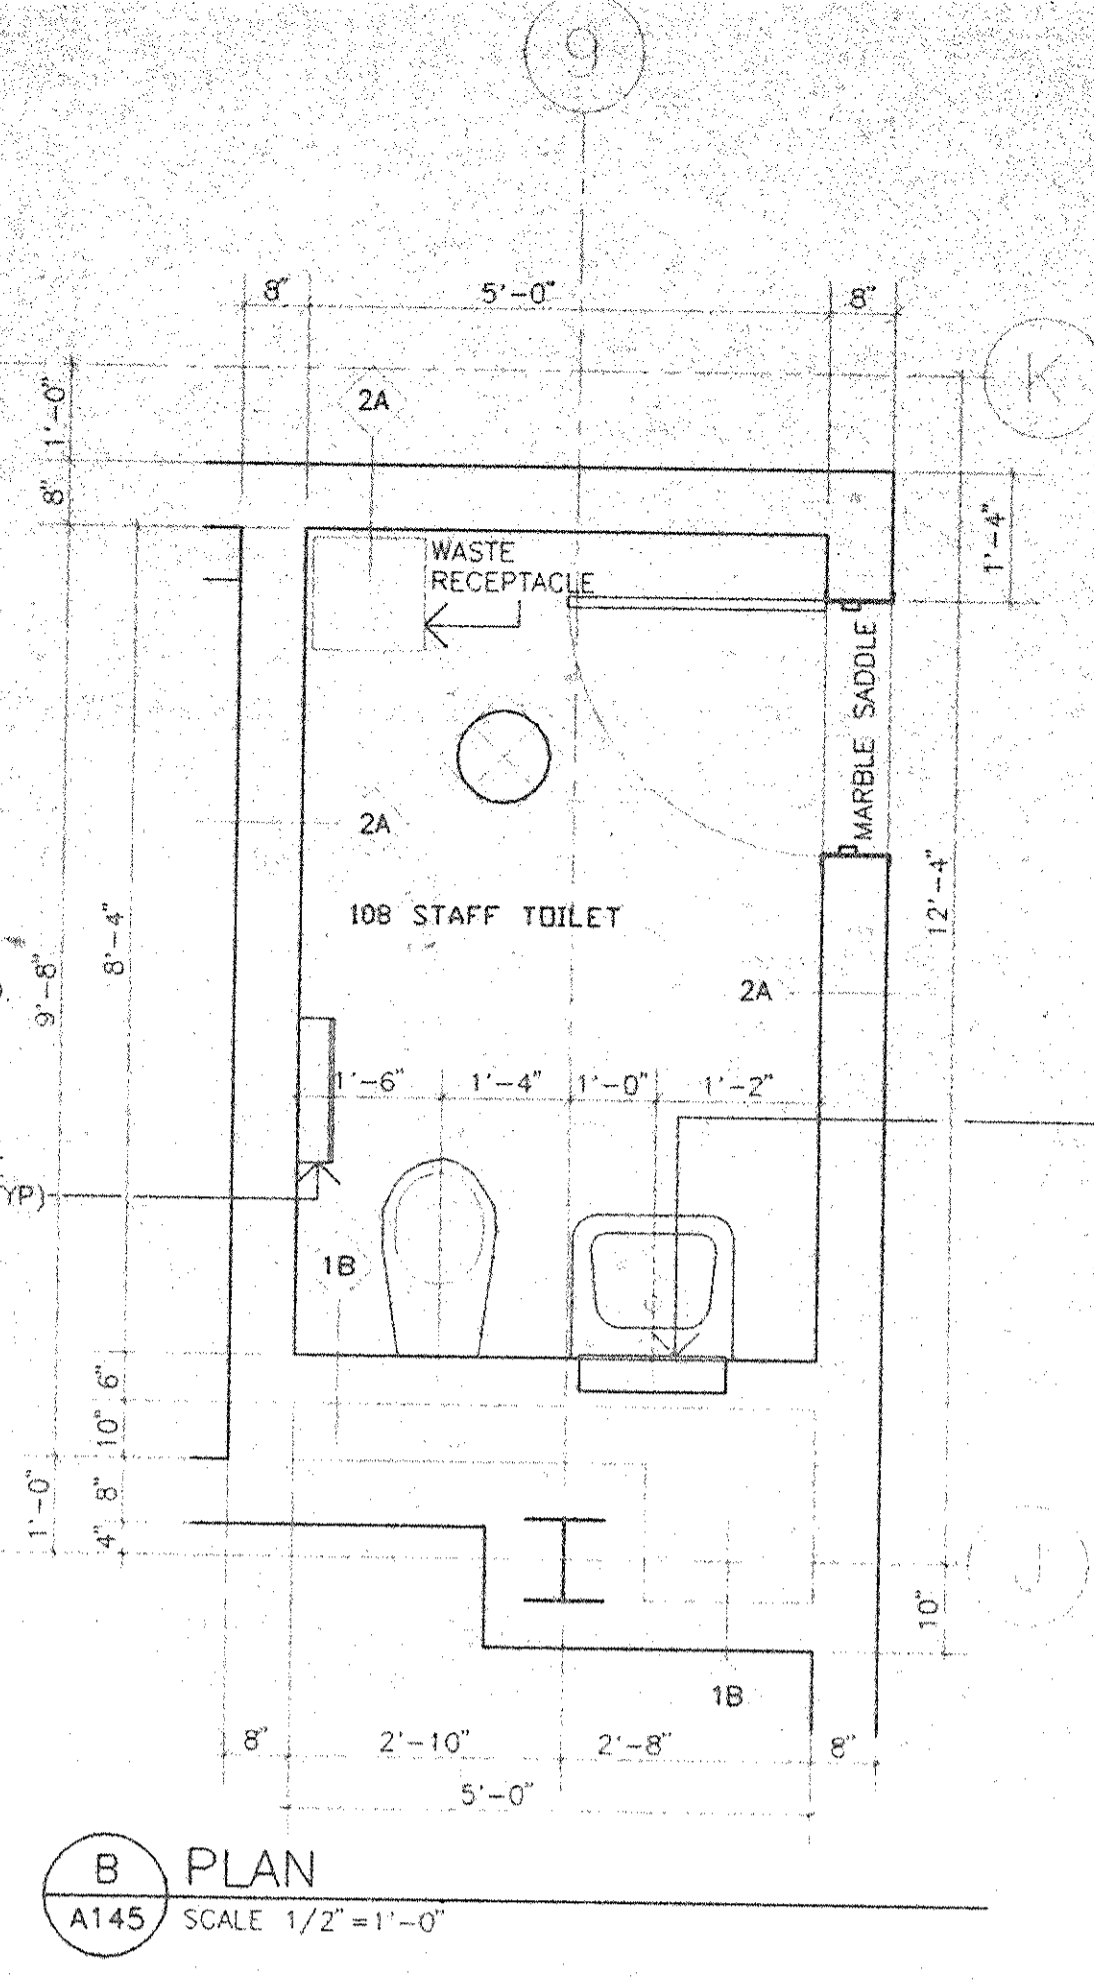 9
8" 5'-0" 8"
K
1'-0"
8"
2A
1'-4"
WASTE
RECEPTACLE
MARBLE SADDLE
2A
108 STAFF TOILET
12'-4"
8'-4"
9'-8"
2A
1'-6" 1'-4" 1'-0" 1'-2"
YP)
1B
6"
10"
8"
4"
1'-0"
J
10"
1B
8" 2'-10" 2'-8" 8"
5'-0"
B
A145
PLAN
SCALE 1/2"=1'-0"